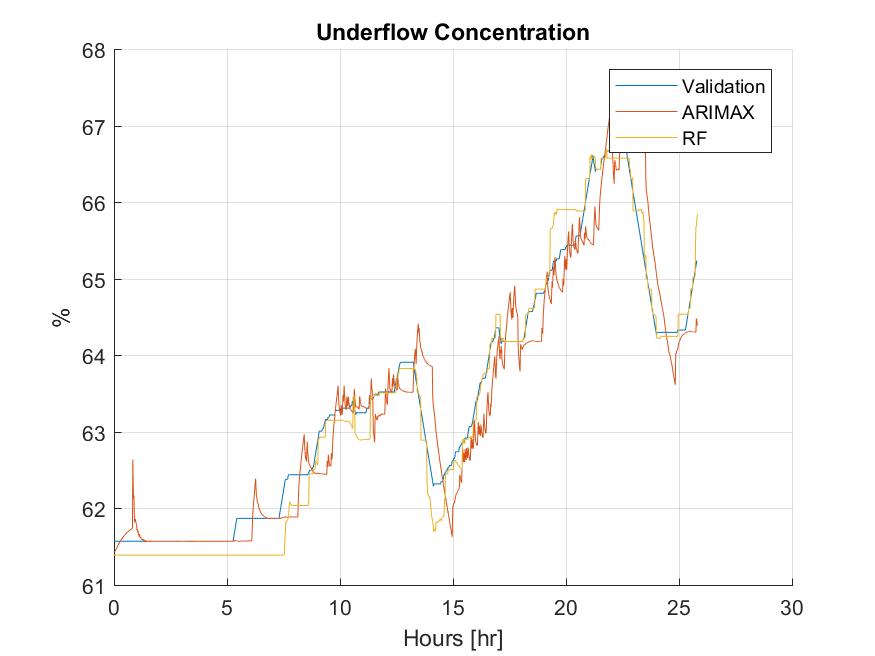 Underflow Concentration
68
67
66
65
64
63
62
61
%
0 5 10 15 20 25 30
Hours [hr]
Validation
ARIMAX
RF